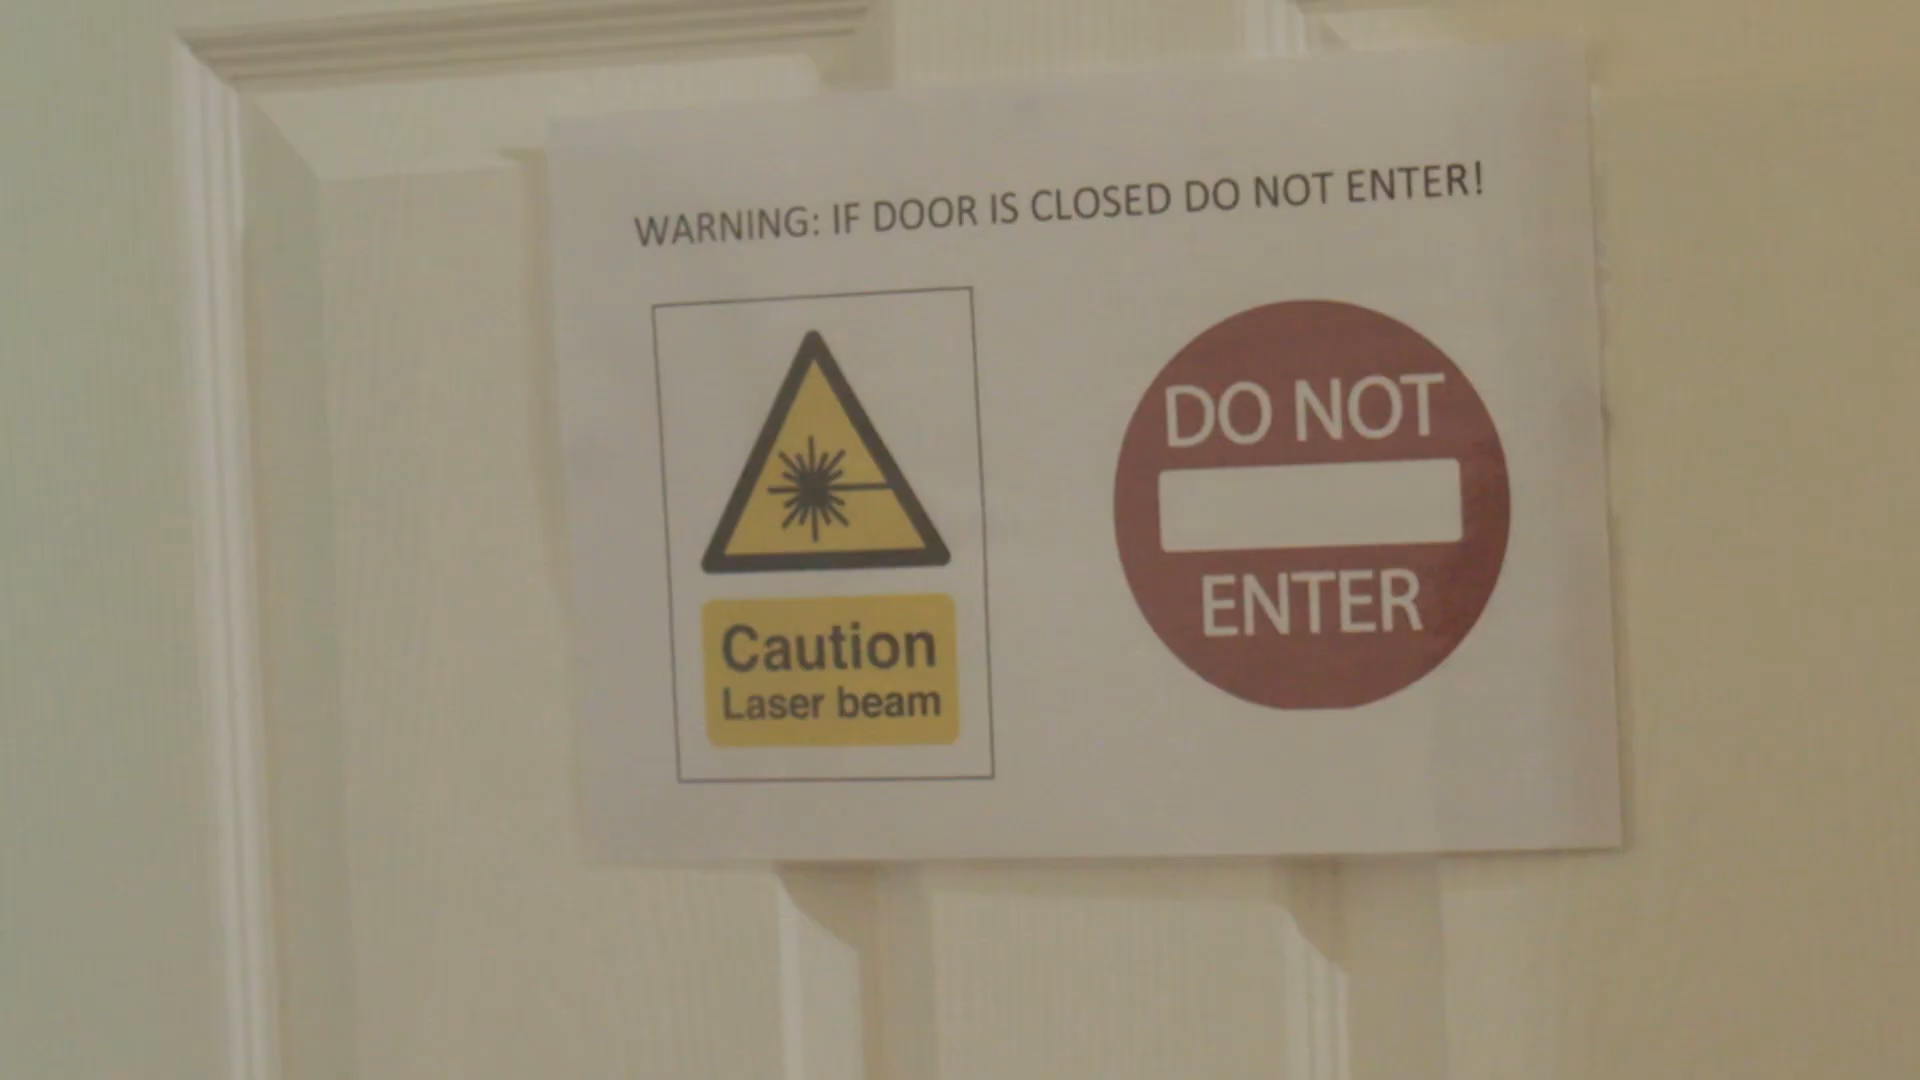 WARNING: IF DOOR IS CLOSED DO NOT ENTER!
Caution
Laser beam
DO NOT
ENTER